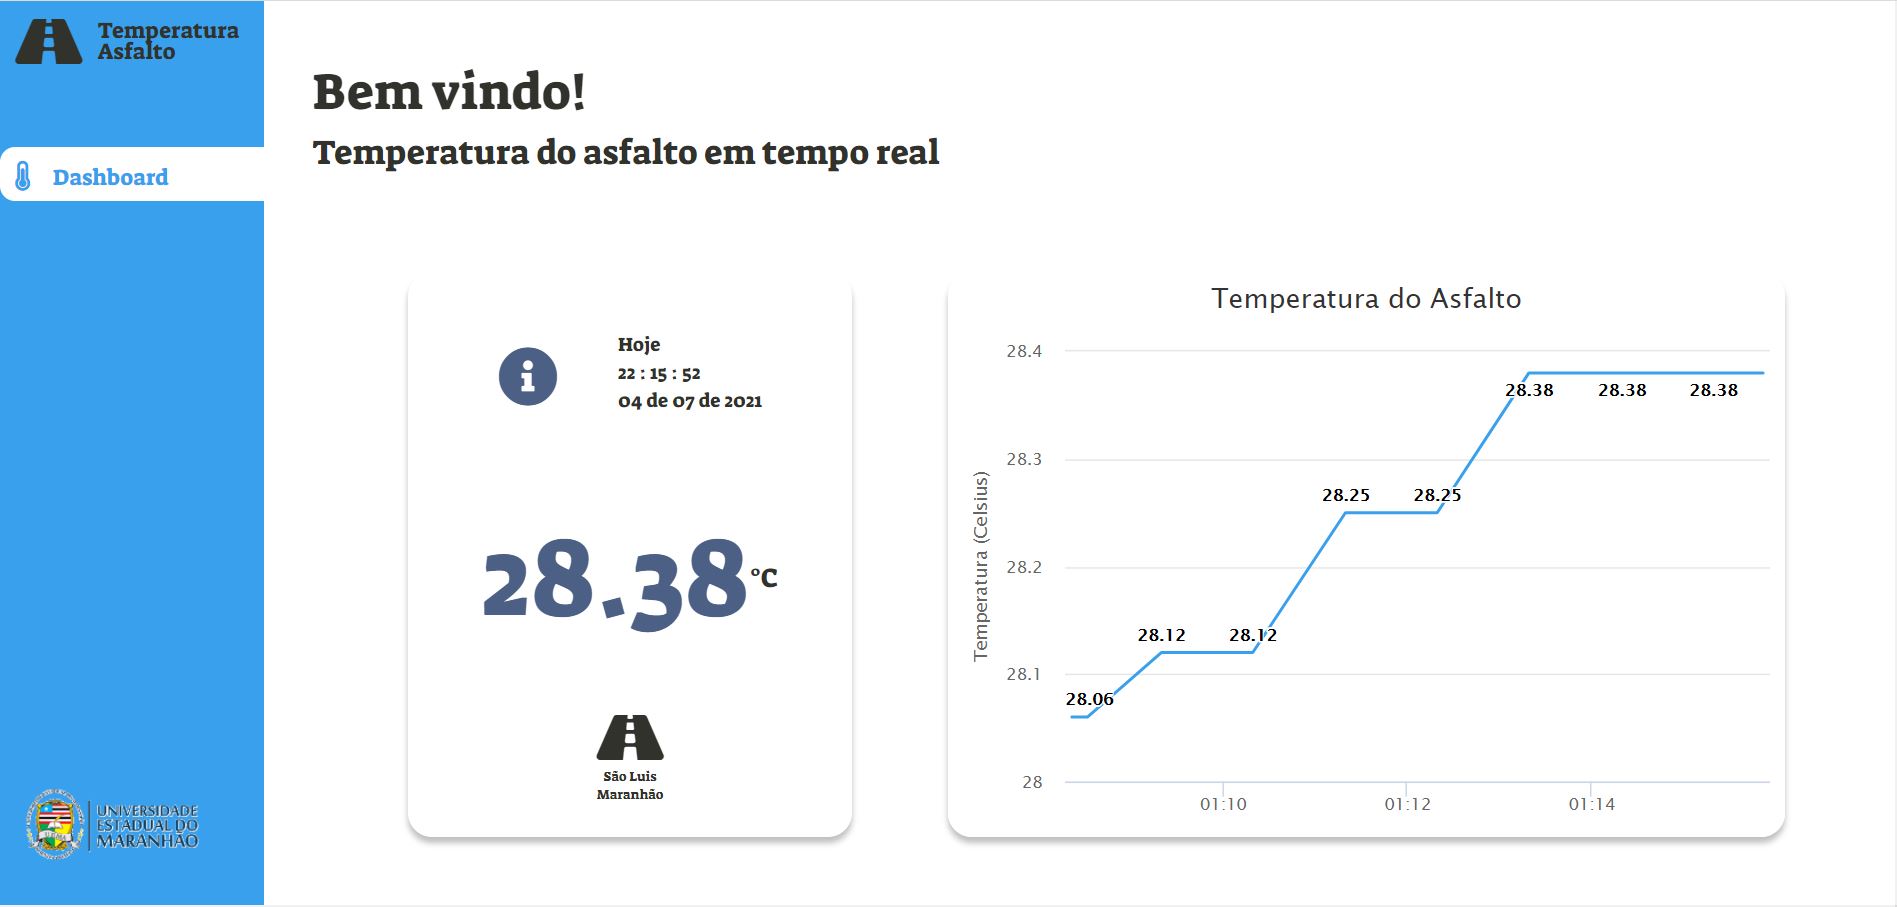 Temperatura
Asfalto
Dashboard
UNIVERSIDADE
ESTADUAL DO
MARANHÃO
Bem vindo!
Temperatura do asfalto em tempo real
Hoje
22 : 15 : 52
04 de 07 de 2021
28.38 °C
São Luis
Maranhão
Temperatura do Asfalto
Temperatura (Celsius)
28.4
28.3
28.2
28.1
28
28.06
28.12
28.12
28.25
28.25
28.38
28.38
28.38
01:10
01:12
01:14